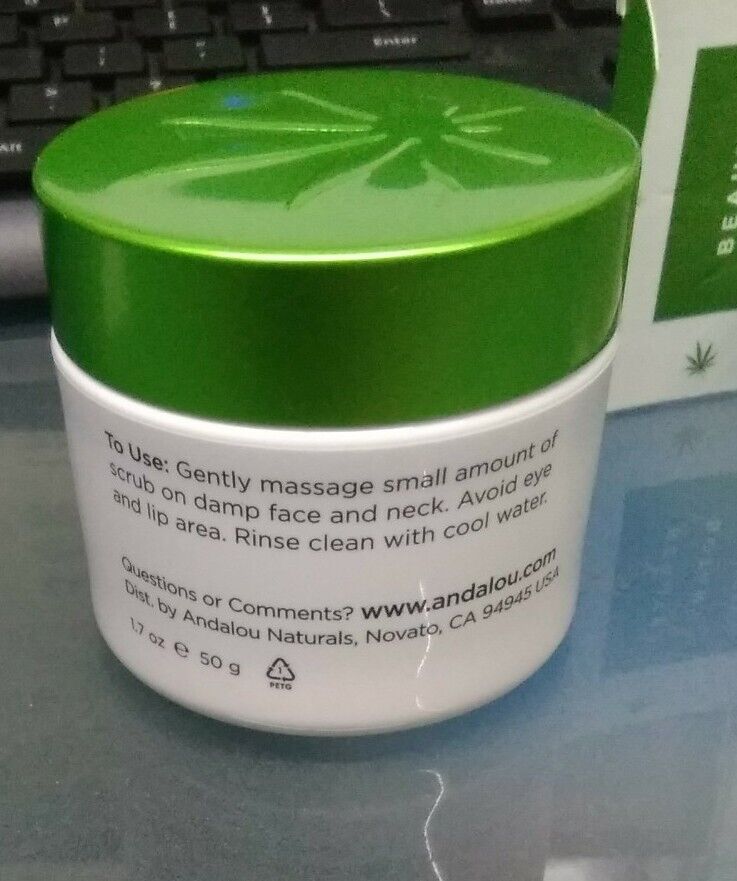 Enter
BEAU
To Use: Gently massage small amount of
scrub on damp face and neck. Avoid eye
and lip area. Rinse clean with cool water.
Questions or Comments? www.andalou.com
Dist. by Andalou Naturals, Novato, CA 94945 USA
1.7 oz ℮ 50 g
1
PETG